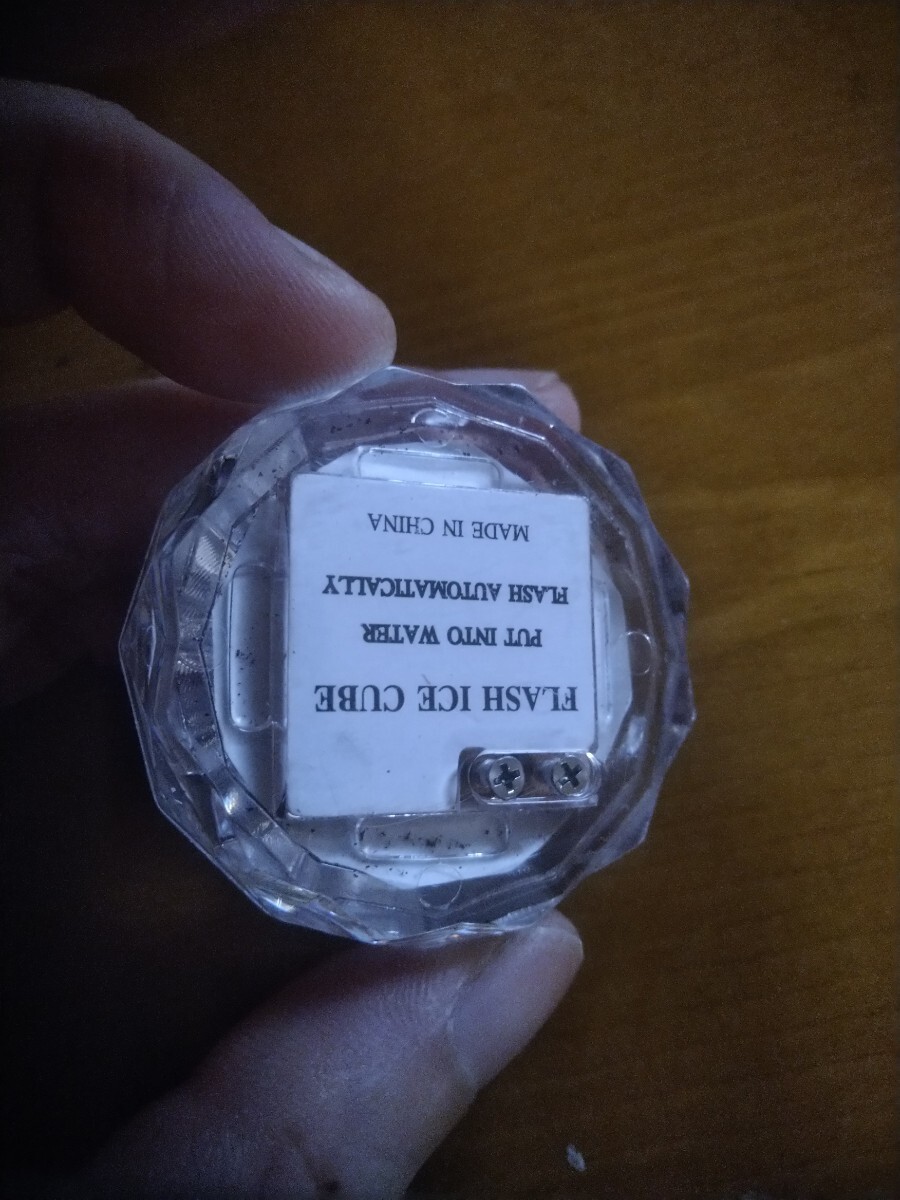 FLASH ICE CUBE
PUT INTO WATER
FLASH AUTOMATICALLY
MADE IN CHINA